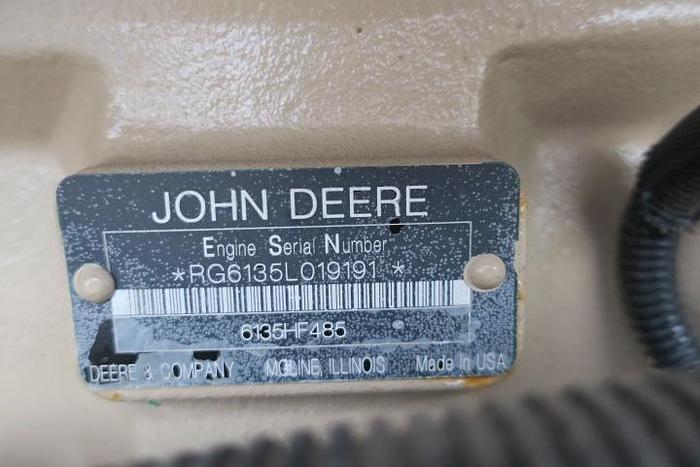 JOHN DEERE
Engine Serial Number
*RG6135L019191 *
6135HF485
DEERE & COMPANY MOLINE, ILLINOIS Made In USA